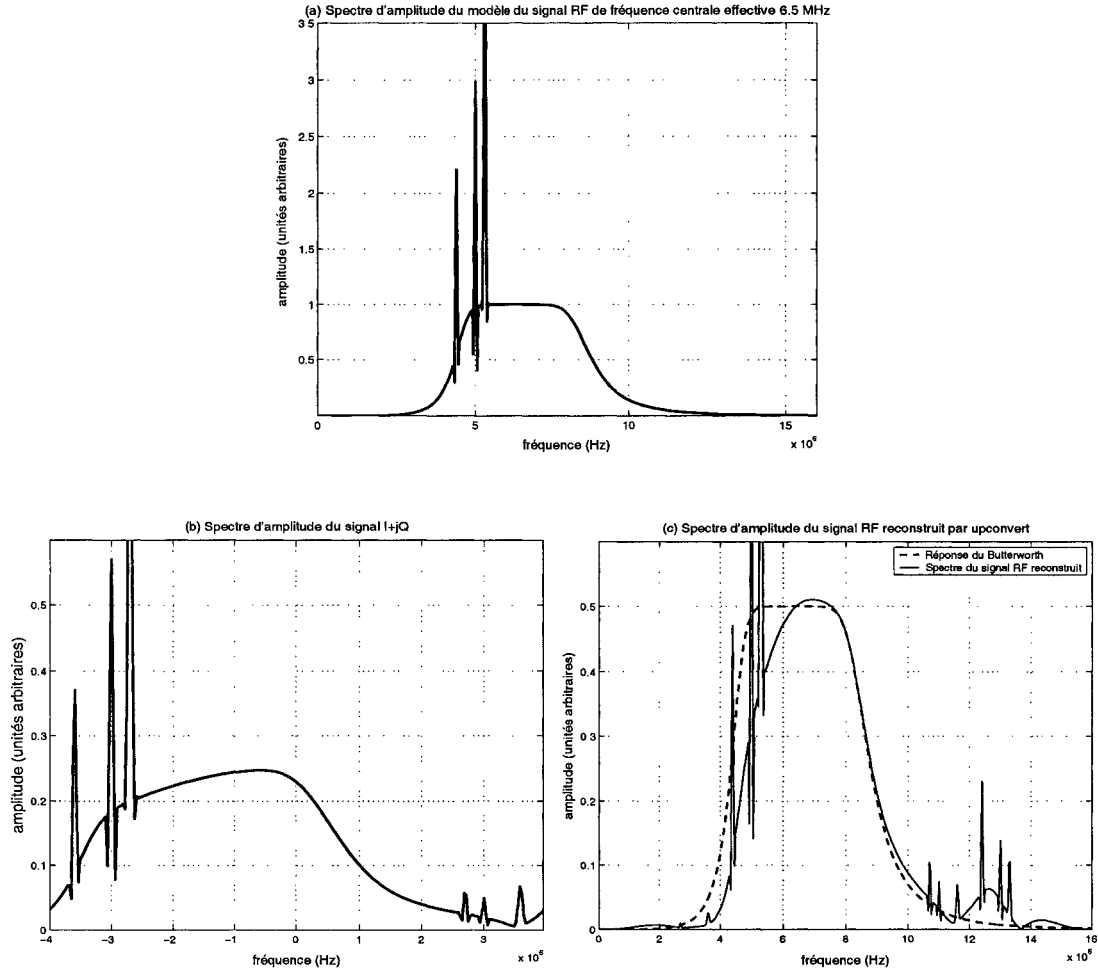 (a) Spectre d'amplitude du modèle du signal RF de fréquence centrale effective 6.5 MHz
3 5
3
2.5
2
1.5
1
0.5
0
5
10
15
x 10⁶
amplitude (unités arbitraires)
fréquence (Hz)
(b) Spectre d'amplitude du signal I+jQ
0.5
0.4
0.3
0.2
0.1
0
-4
-3
-2
-1
0
1
2
3
x 10⁶
amplitude (unités arbitraires)
fréquence (Hz)
(c) Spectre d'amplitude du signal RF reconstruit par upconvert
Réponse du Butterworth
Spectre du signal RF reconstruit
0.5
0.4
0.3
0.2
0.1
0
0
2
4
6
8
10
12
14
16
x 10⁶
amplitude (unités arbitraires)
fréquence (Hz)